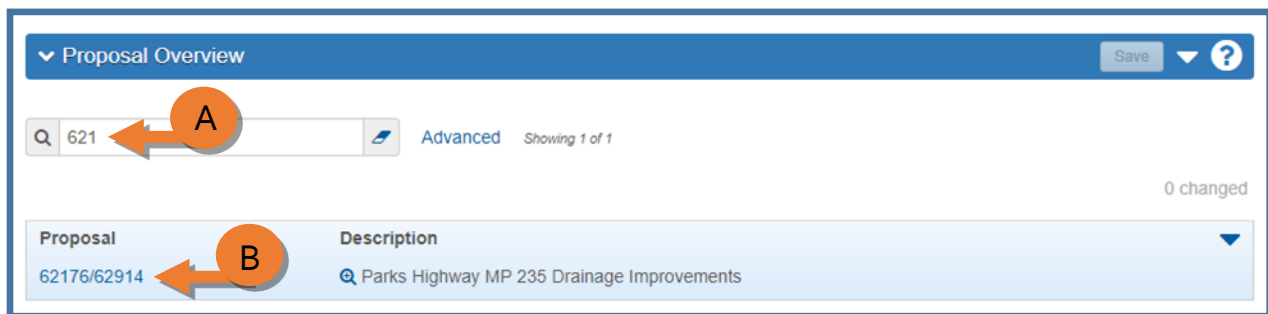 Proposal Overview Save ?
A
621 Advanced Showing 1 of 1
0 changed
Proposal Description
B
62176/62914 Parks Highway MP 235 Drainage Improvements